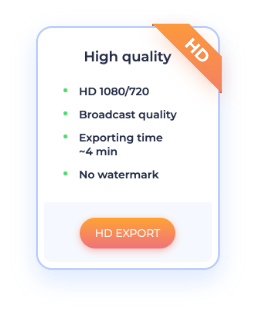 HD
High quality
HD 1080/720
Broadcast quality
Exporting time
~4 min
No watermark
HD EXPORT